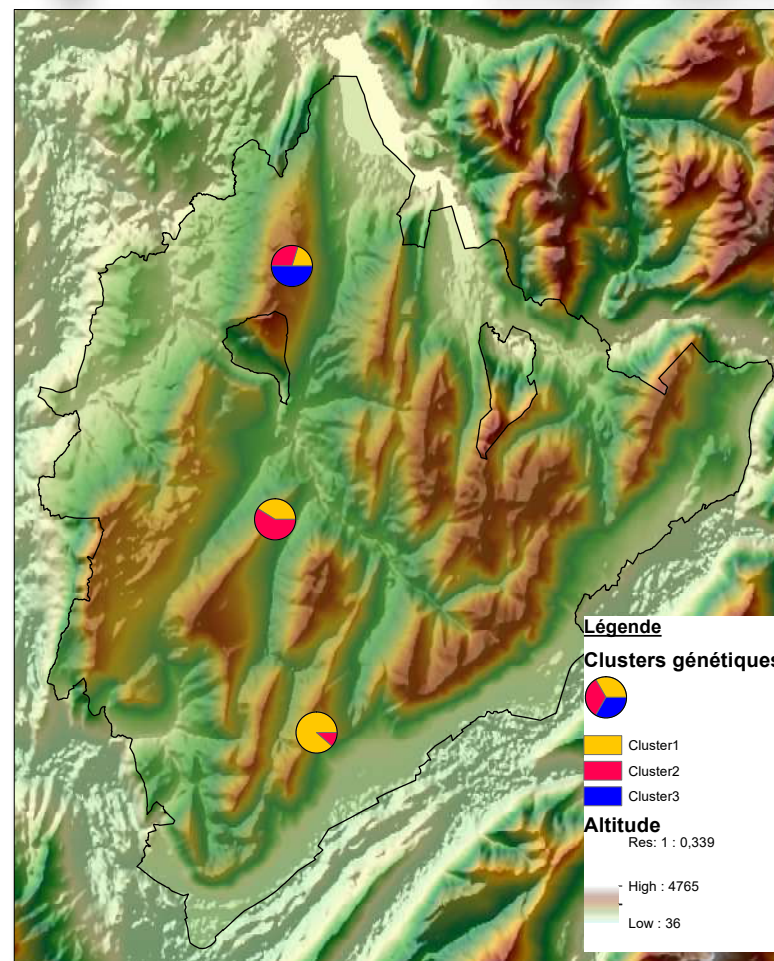 Légende
Clusters génétiques
Cluster1
Cluster2
Cluster3
Altitude
Res: 1 : 0,339
High : 4765
Low : 36